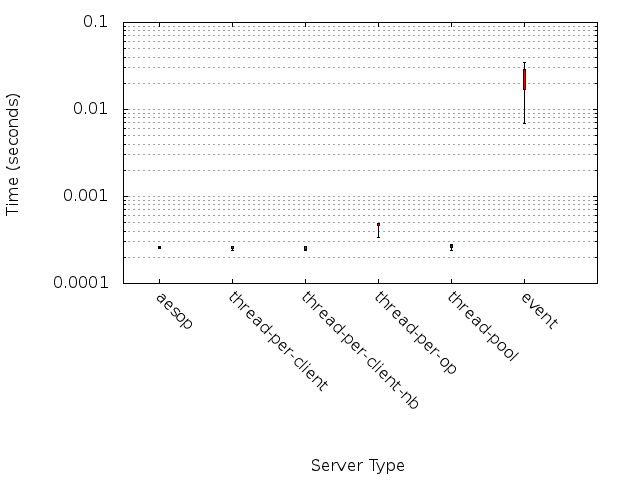 0.1
0.01
0.001
0.0001
Time (seconds)
aesop
thread-per-client
thread-per-client-nb
thread-per-op
thread-pool
event
Server Type